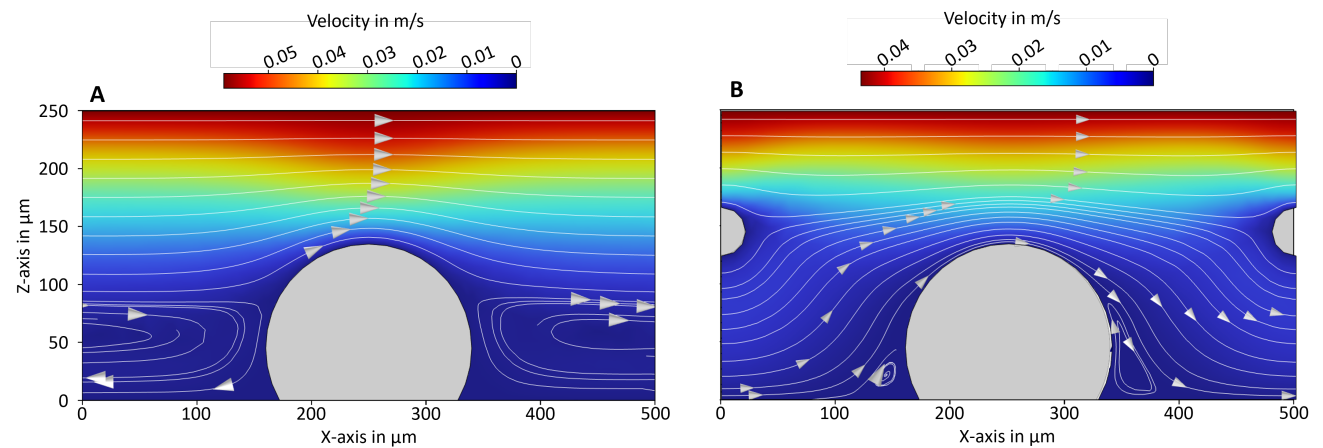 Velocity in m/s
0.05 0.04 0.03 0.02 0.01 0
A
250
200
150
100
50
0
Z-axis in µm
0 100 200 300 400 500
X-axis in µm
Velocity in m/s
0.04 0.03 0.02 0.01 0
B
0 100 200 300 400 500
X-axis in µm